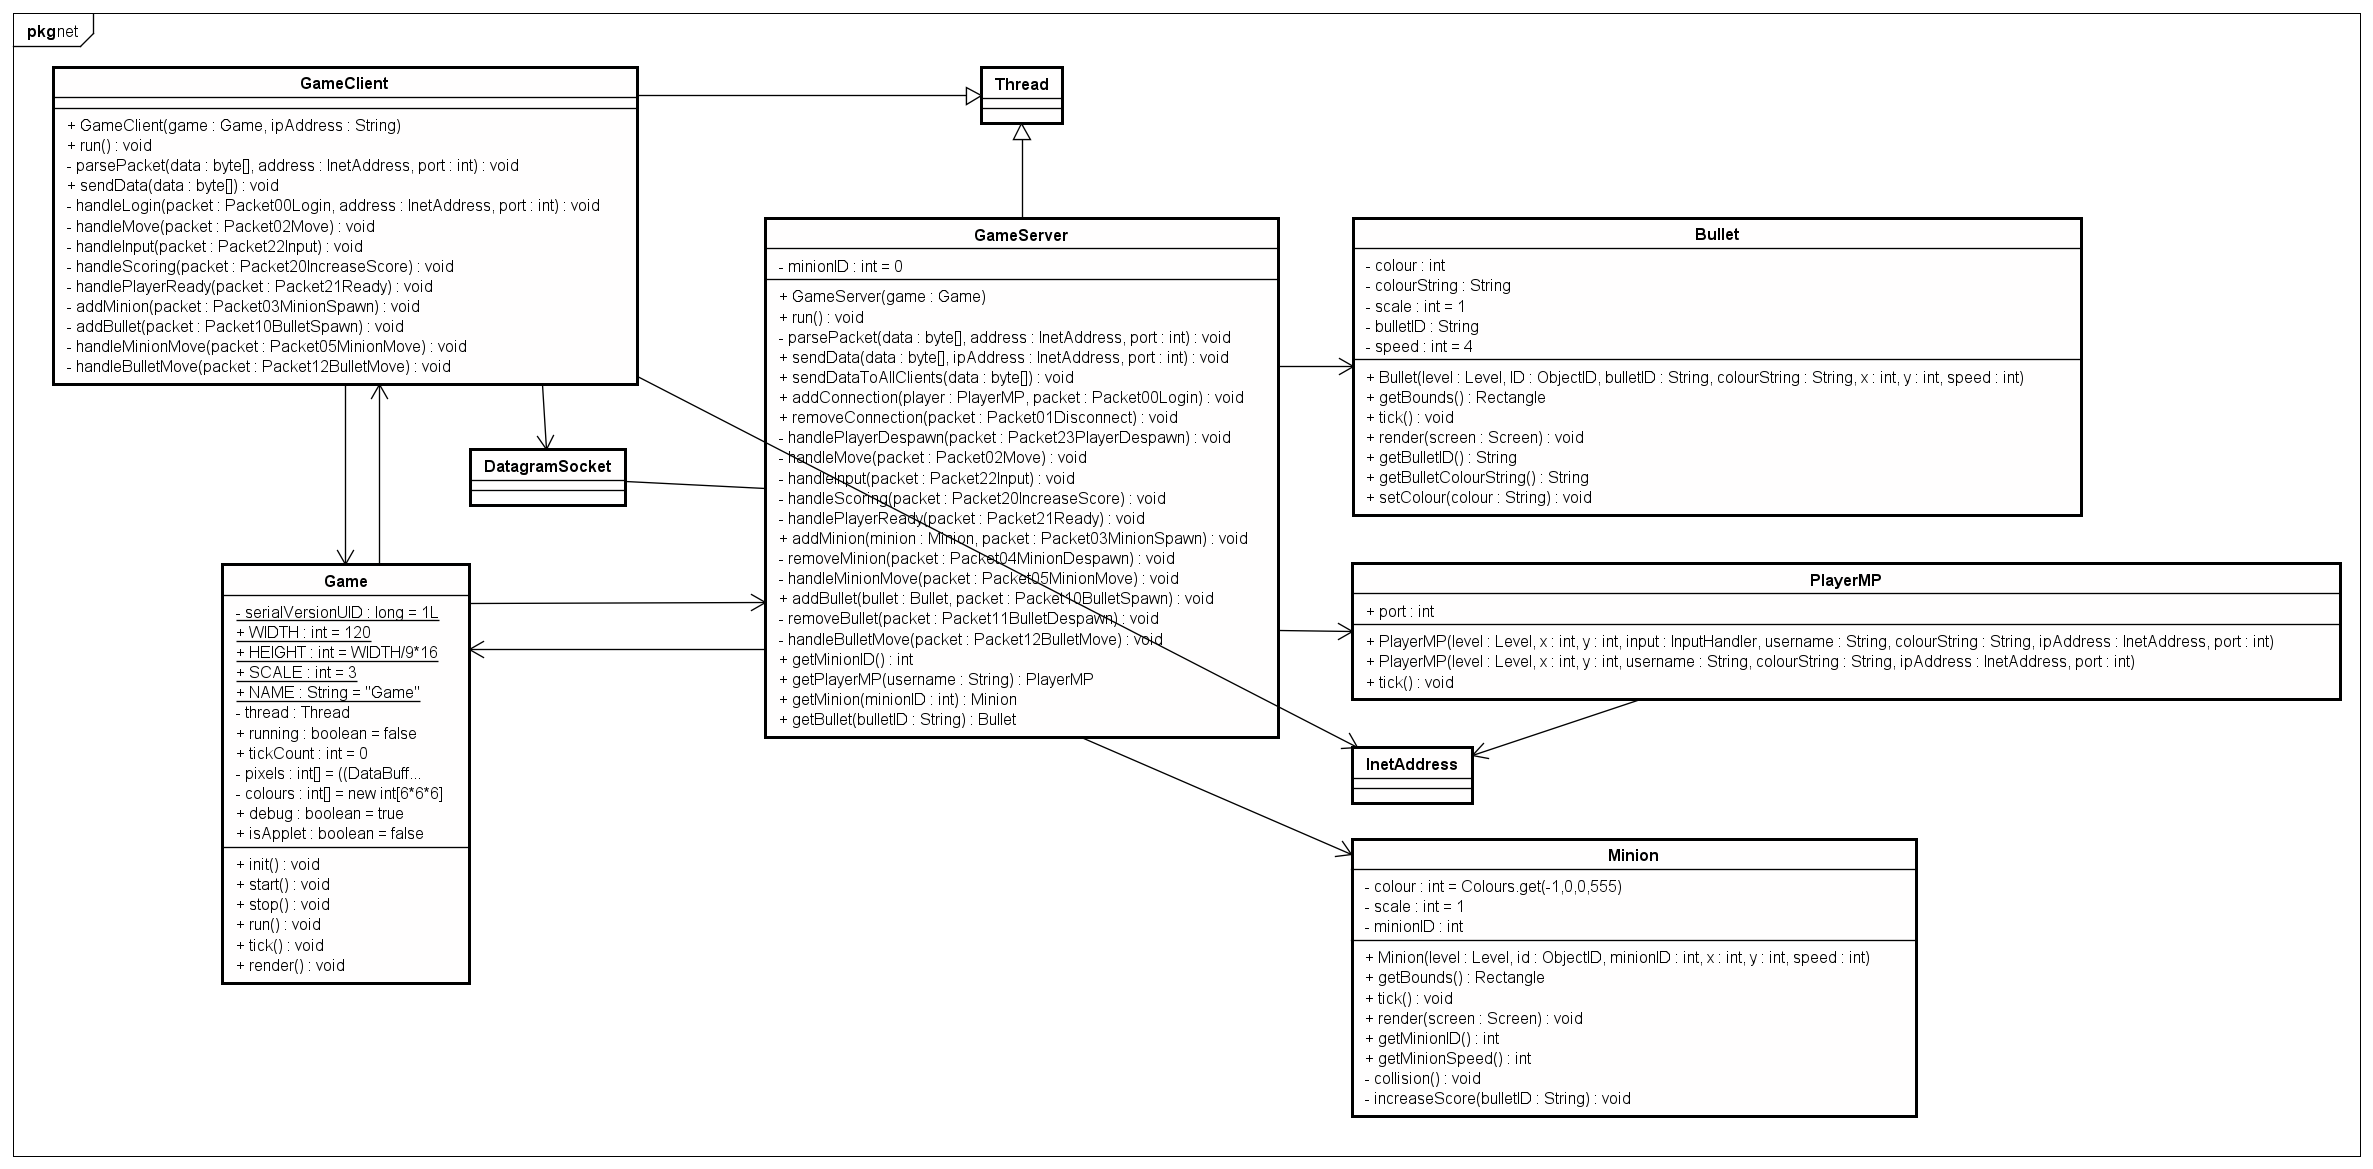 pkg net
GameClient
+ GameClient(game : Game, ipAddress : String)
+ run() : void
- parsePacket(data : byte[], address : InetAddress, port : int) : void
+ sendData(data : byte[]) : void
- handleLogin(packet : Packet00Login, address : InetAddress, port : int) : void
- handleMove(packet : Packet02Move) : void
- handleInput(packet : Packet22Input) : void
- handleScoring(packet : Packet20IncreaseScore) : void
- handlePlayerReady(packet : Packet21Ready) : void
- addMinion(packet : Packet03MinionSpawn) : void
- addBullet(packet : Packet10BulletSpawn) : void
- handleMinionMove(packet : Packet05MinionMove) : void
- handleBulletMove(packet : Packet12BulletMove) : void
Thread
GameServer
- minionID : int = 0
+ GameServer(game : Game)
+ run() : void
- parsePacket(data : byte[], address : InetAddress, port : int) : void
+ sendData(data : byte[], ipAddress : InetAddress, port : int) : void
+ sendDataToAllClients(data : byte[]) : void
+ addConnection(player : PlayerMP, packet : Packet00Login) : void
+ removeConnection(packet : Packet01Disconnect) : void
- handlePlayerDespawn(packet : Packet23PlayerDespawn) : void
- handleMove(packet : Packet02Move) : void
- handleInput(packet : Packet22Input) : void
- handleScoring(packet : Packet20IncreaseScore) : void
- handlePlayerReady(packet : Packet21Ready) : void
+ addMinion(minion : Minion, packet : Packet03MinionSpawn) : void
- removeMinion(packet : Packet04MinionDespawn) : void
- handleMinionMove(packet : Packet05MinionMove) : void
+ addBullet(bullet : Bullet, packet : Packet10BulletSpawn) : void
- removeBullet(packet : Packet11BulletDespawn) : void
- handleBulletMove(packet : Packet12BulletMove) : void
+ getMinionID() : int
+ getPlayerMP(username : String) : PlayerMP
+ getMinion(minionID : int) : Minion
+ getBullet(bulletID : String) : Bullet
Bullet
- colour : int
- colourString : String
- scale : int = 1
- bulletID : String
- speed : int = 4
+ Bullet(level : Level, ID : ObjectID, bulletID : String, colourString : String, x : int, y : int, speed : int)
+ getBounds() : Rectangle
+ tick() : void
+ render(screen : Screen) : void
+ getBulletID() : String
+ getBulletColourString() : String
+ setColour(colour : String) : void
DatagramSocket
Game
- serialVersionUID : long = 1L
+ WIDTH : int = 120
+ HEIGHT : int = WIDTH/9*16
+ SCALE : int = 3
+ NAME : String = "Game"
- thread : Thread
+ running : boolean = false
+ tickCount : int = 0
- pixels : int[] = ((DataBuff...
- colours : int[] = new int[6*6*6]
+ debug : boolean = true
+ isApplet : boolean = false
+ init() : void
+ start() : void
+ stop() : void
+ run() : void
+ tick() : void
+ render() : void
PlayerMP
+ port : int
+ PlayerMP(level : Level, x : int, y : int, input : InputHandler, username : String, colourString : String, ipAddress : InetAddress, port : int)
+ PlayerMP(level : Level, x : int, y : int, username : String, colourString : String, ipAddress : InetAddress, port : int)
+ tick() : void
InetAddress
Minion
- colour : int = Colours.get(-1,0,0,555)
- scale : int = 1
- minionID : int
+ Minion(level : Level, id : ObjectID, minionID : int, x : int, y : int, speed : int)
+ getBounds() : Rectangle
+ tick() : void
+ render(screen : Screen) : void
+ getMinionID() : int
+ getMinionSpeed() : int
- collision() : void
- increaseScore(bulletID : String) : void